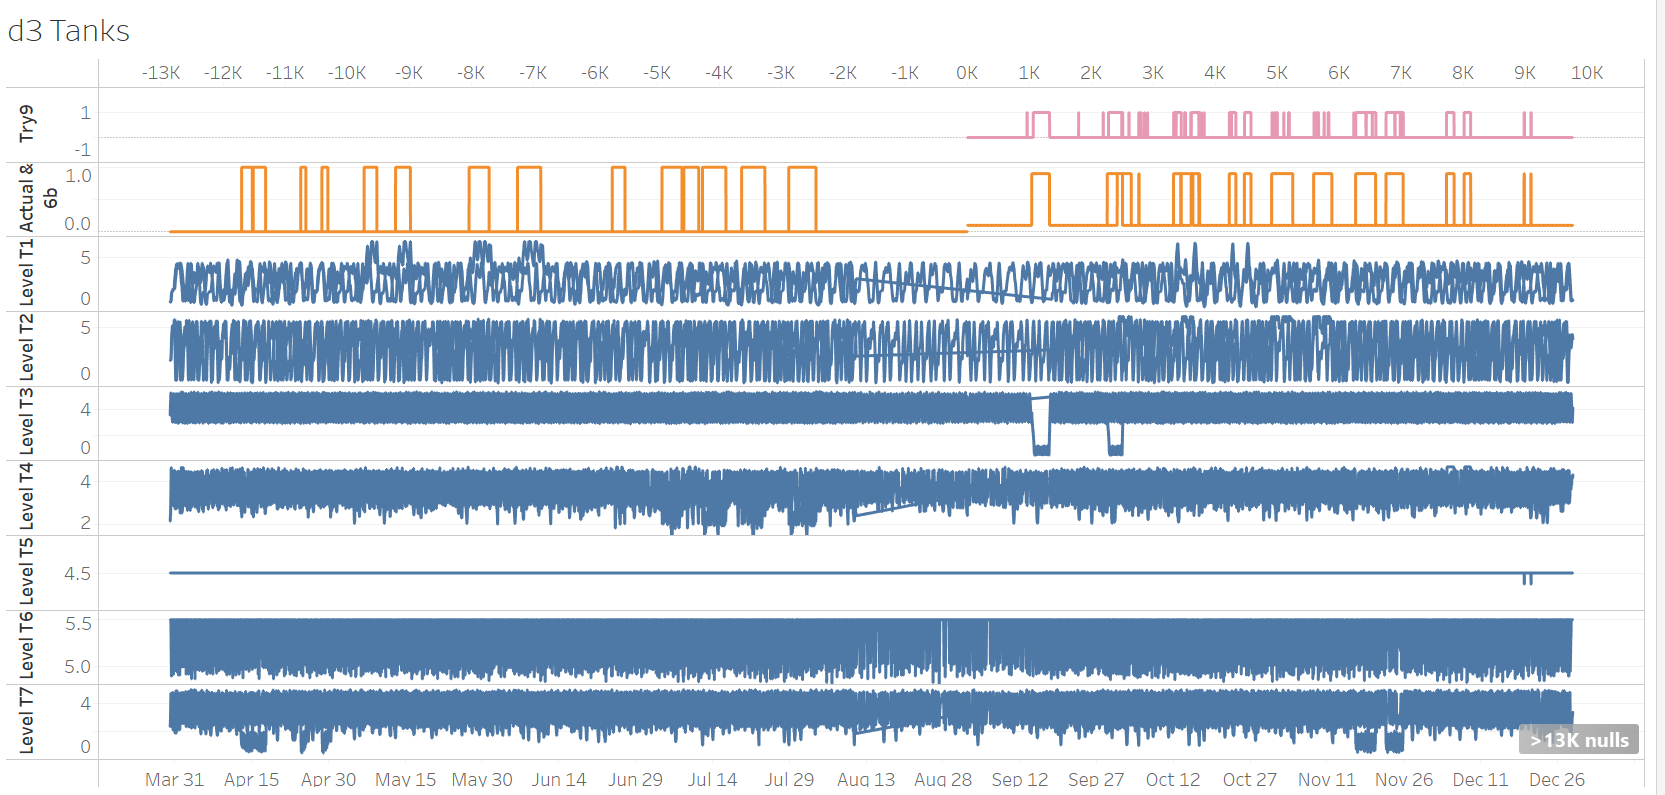 d3 Tanks
-13K -12K -11K -10K -9K -8K -7K -6K -5K -4K -3K -2K -1K 0K 1K 2K 3K 4K 5K 6K 7K 8K 9K 10K
Try9
1
-1
Actual &
6b
1.0
0.0
Level T1
5
0
Level T2
5
0
Level T3
4
0
Level T4
4
2
Level T5
4.5
Level T6
5.5
5.0
Level T7
4
0
>13K nulls
Mar 31 Apr 15 Apr 30 May 15 May 30 Jun 14 Jun 29 Jul 14 Jul 29 Aug 13 Aug 28 Sep 12 Sep 27 Oct 12 Oct 27 Nov 11 Nov 26 Dec 11 Dec 26